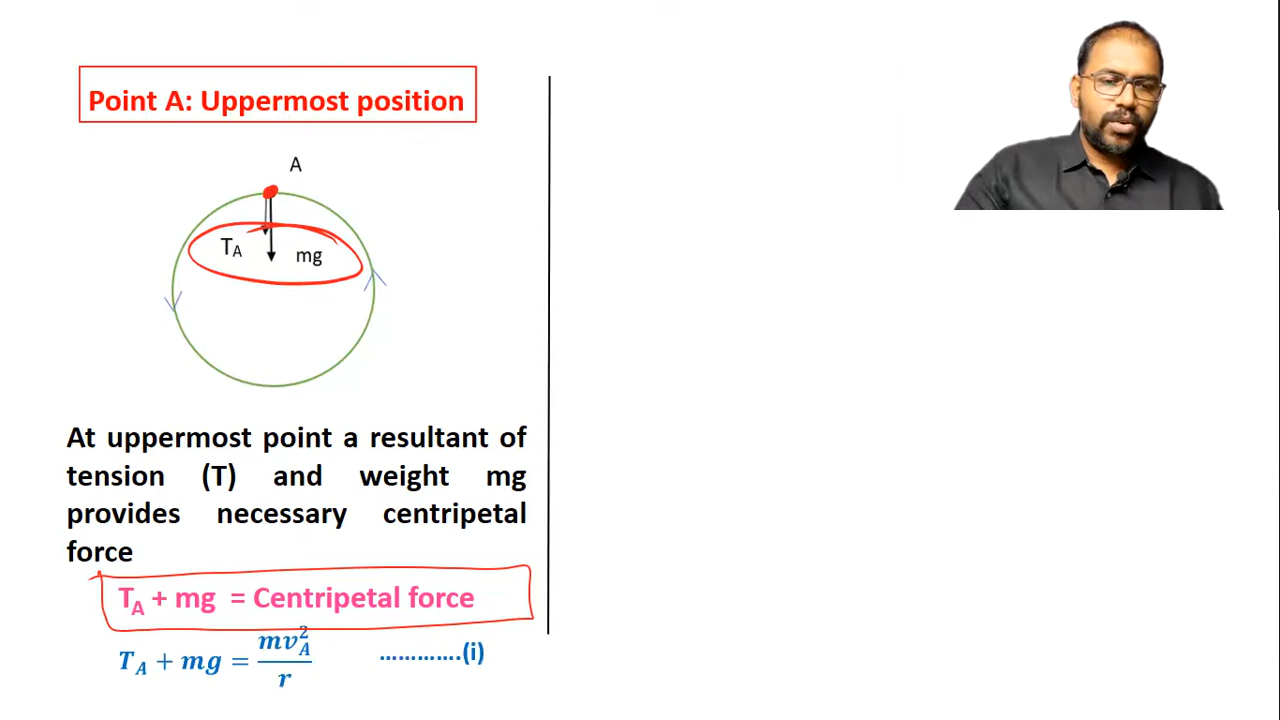 Point A: Uppermost position
A
TA mg
At uppermost point a resultant of
tension (T) and weight mg
provides necessary centripetal
force
TA + mg = Centripetal force
TA + mg = mv²A / r ………….(i)